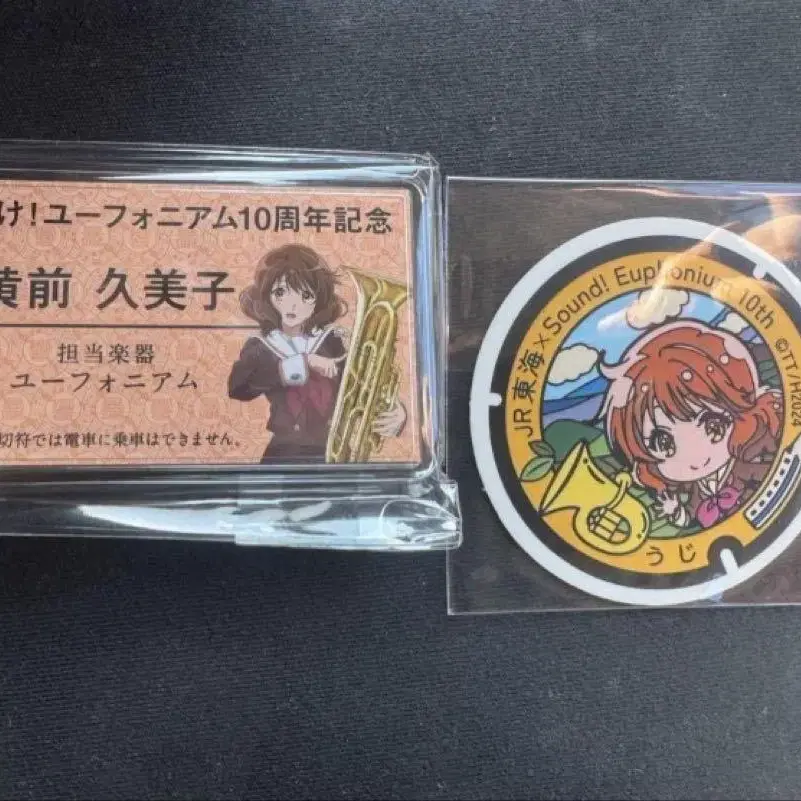 け！ユーフォニアム10周年記念
黄前 久美子
担当楽器
ユーフォニアム
切符では電車に乗車はできません。
JR東海×Sound! Euphonium 10th
©TT/H2024
うじ